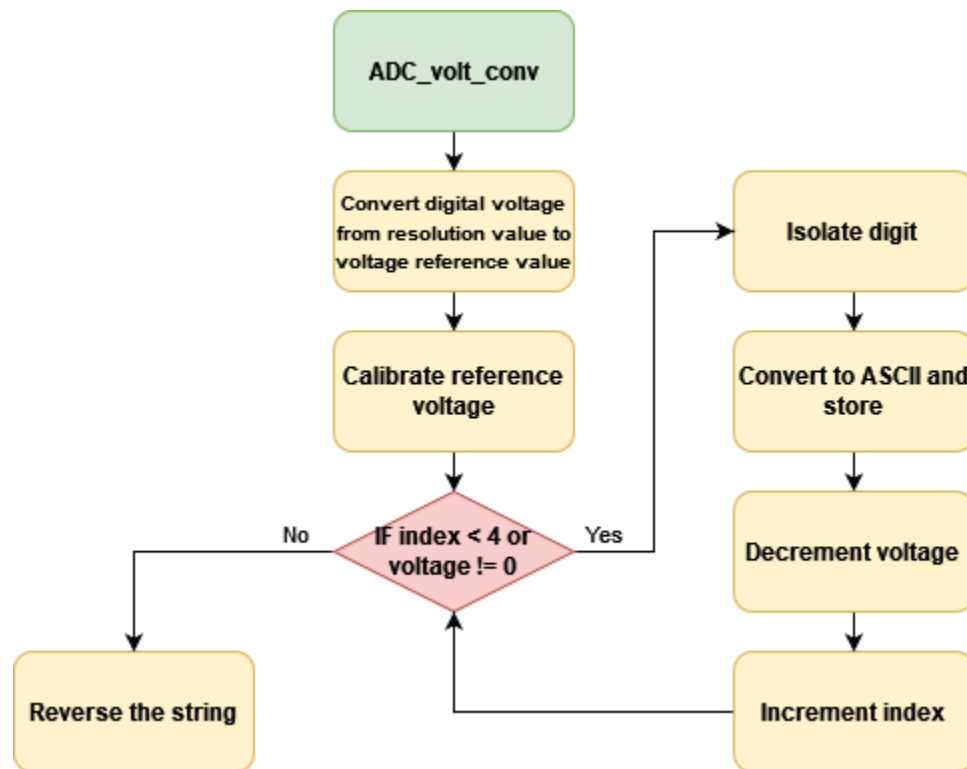 ADC_volt_conv
Convert digital voltage
from resolution value to
voltage reference value
Calibrate reference
voltage
IF index < 4 or
voltage != 0
No
Yes
Reverse the string
Isolate digit
Convert to ASCII and
store
Decrement voltage
Increment index